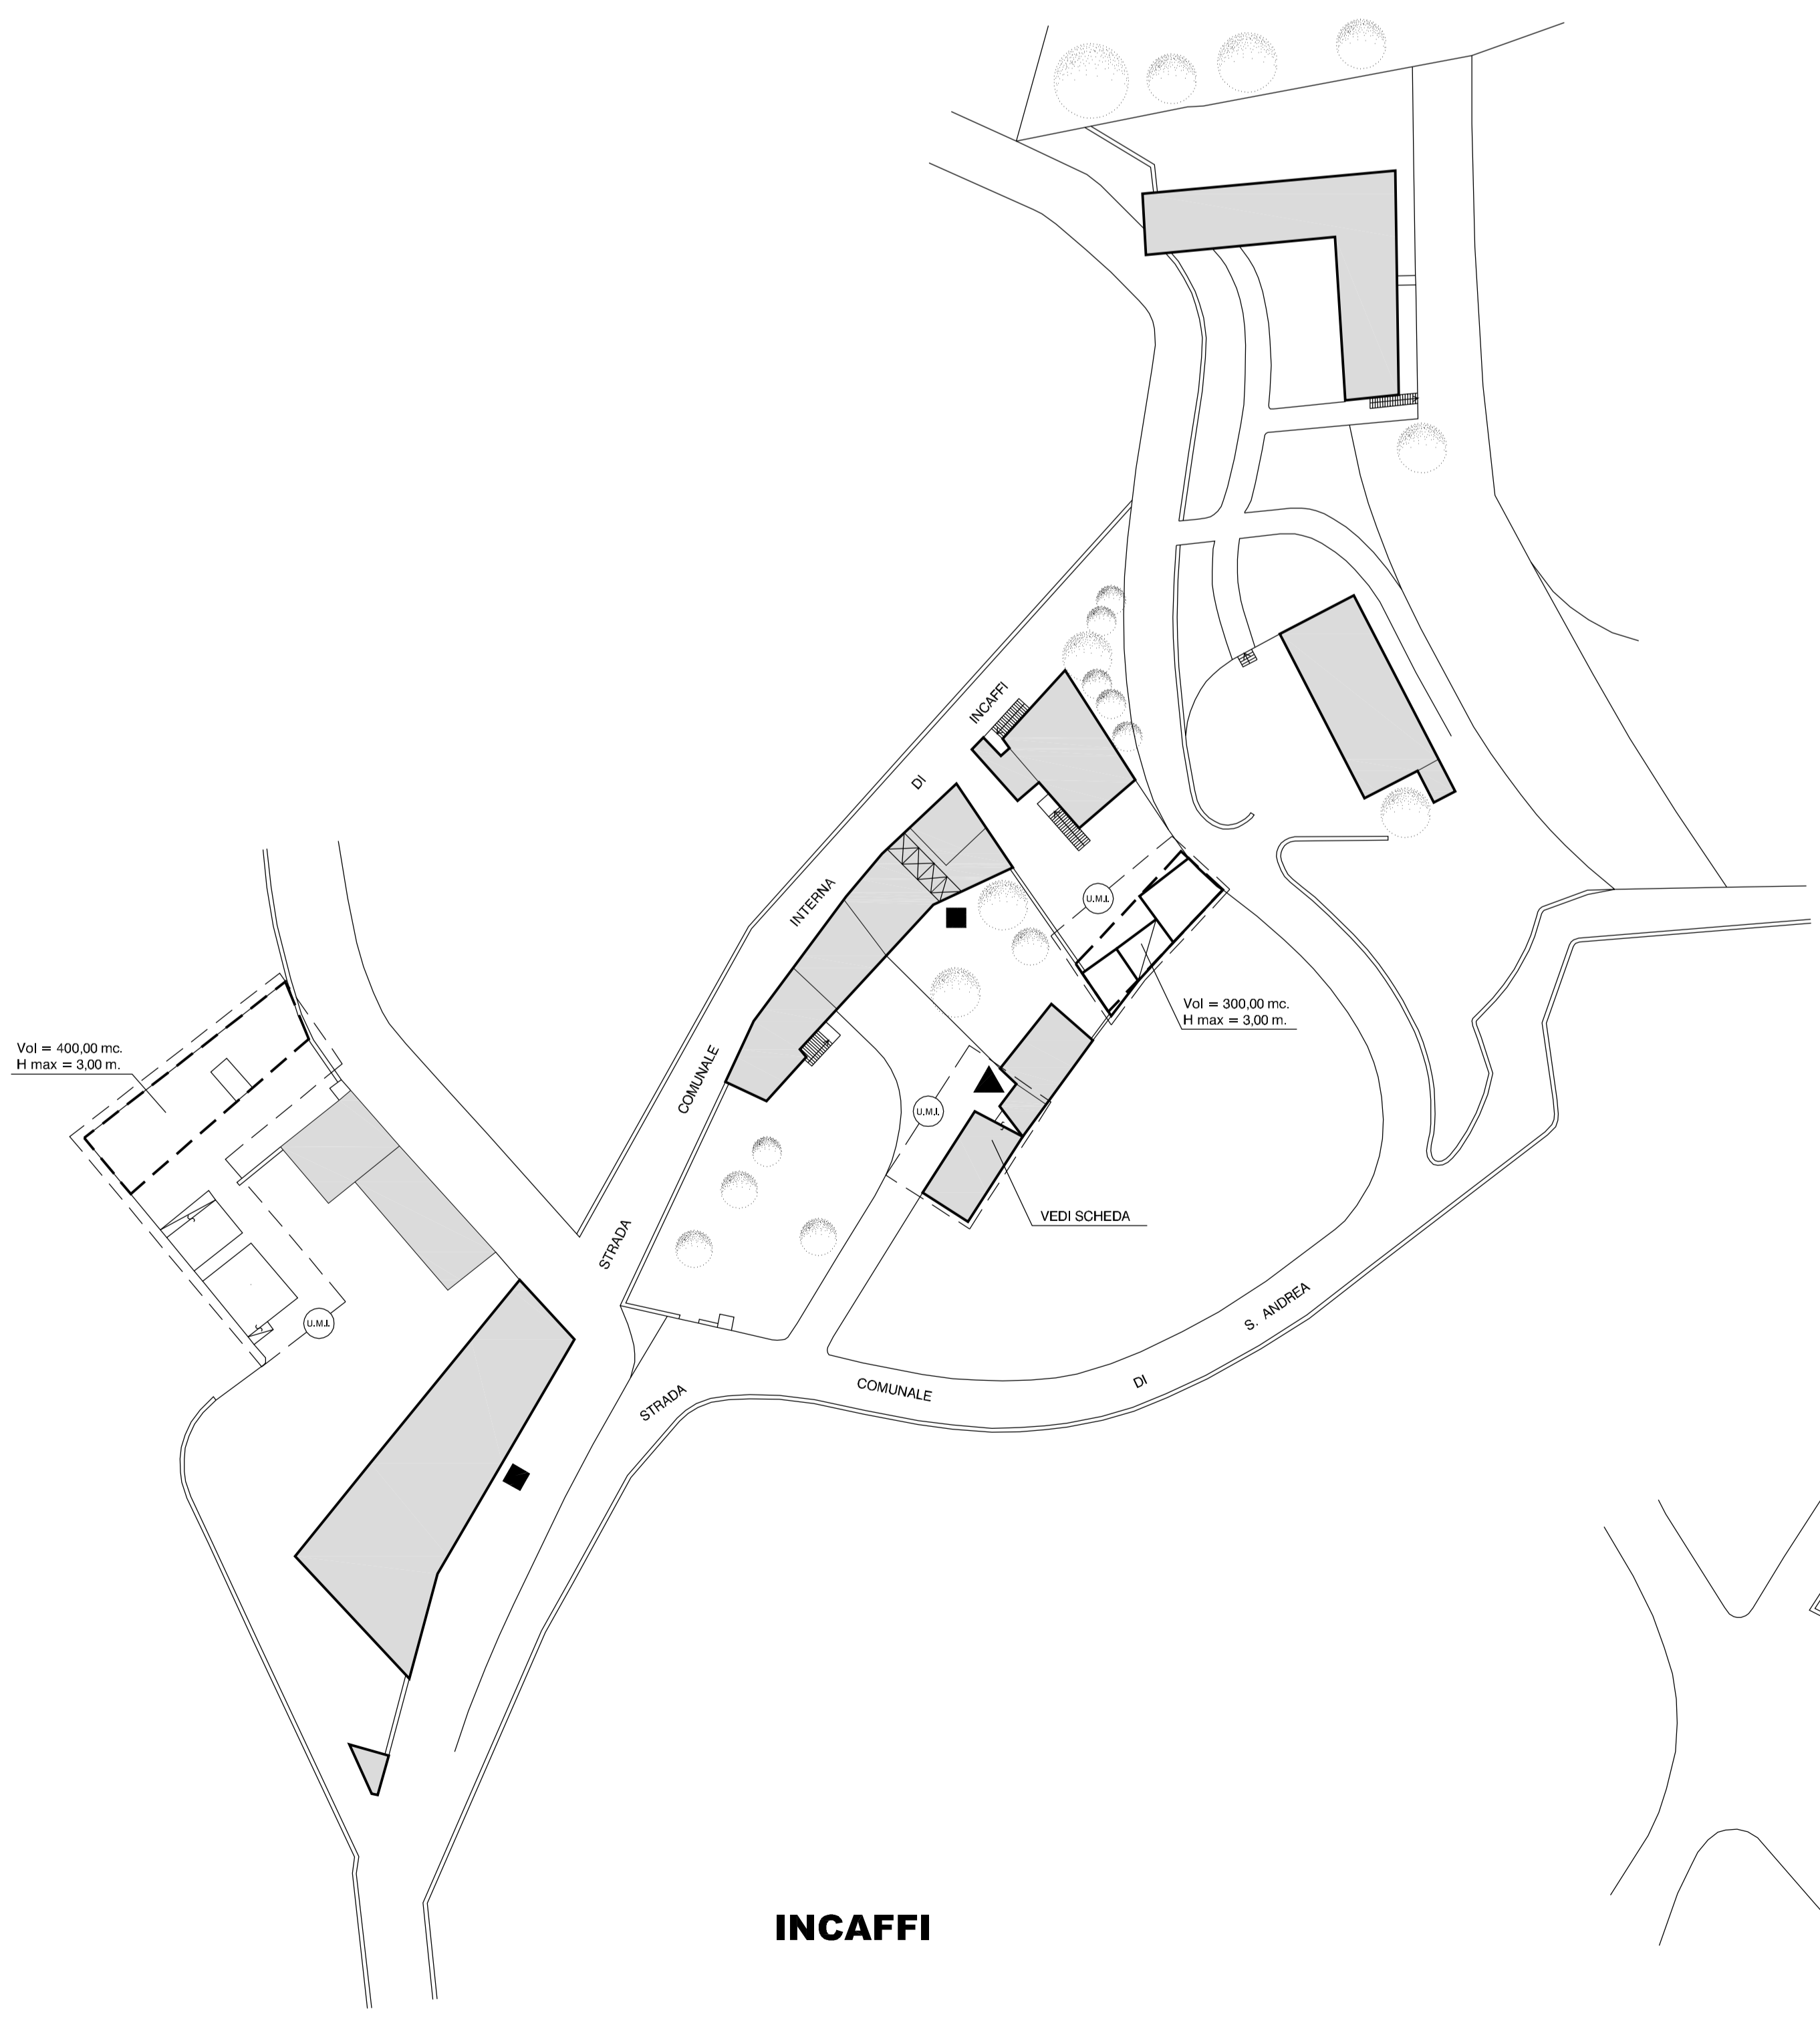 INCAFFI
DI
INTERNA
COMUNALE
STRADA
U.M.I.
Vol = 300,00 mc.
H max = 3,00 m.
Vol = 400,00 mc.
H max = 3,00 m.
U.M.I.
VEDI SCHEDA
U.M.I.
STRADA
COMUNALE
DI
S. ANDREA
INCAFFI